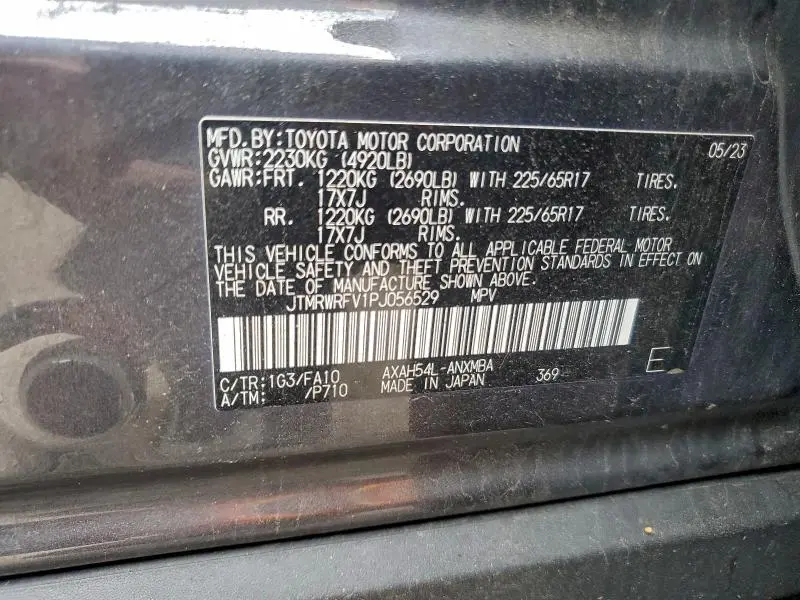 MFD.BY:TOYOTA MOTOR CORPORATION 05/23
GVWR:2230KG (4920LB)
GAWR:FRT. 1220KG (2690LB) WITH 225/65R17 TIRES.
17X7J RIMS.
RR. 1220KG (2690LB) WITH 225/65R17 TIRES.
17X7J RIMS.
THIS VEHICLE CONFORMS TO ALL APPLICABLE FEDERAL MOTOR
VEHICLE SAFETY AND THEFT PREVENTION STANDARDS IN EFFECT ON
THE DATE OF MANUFACTURE SHOWN ABOVE.
JTMRWRFV1PJ056529 MPV
C/TR:1G3/FA10 AXAH54L-ANXMBA
A/TM: /P710 MADE IN JAPAN 369 E